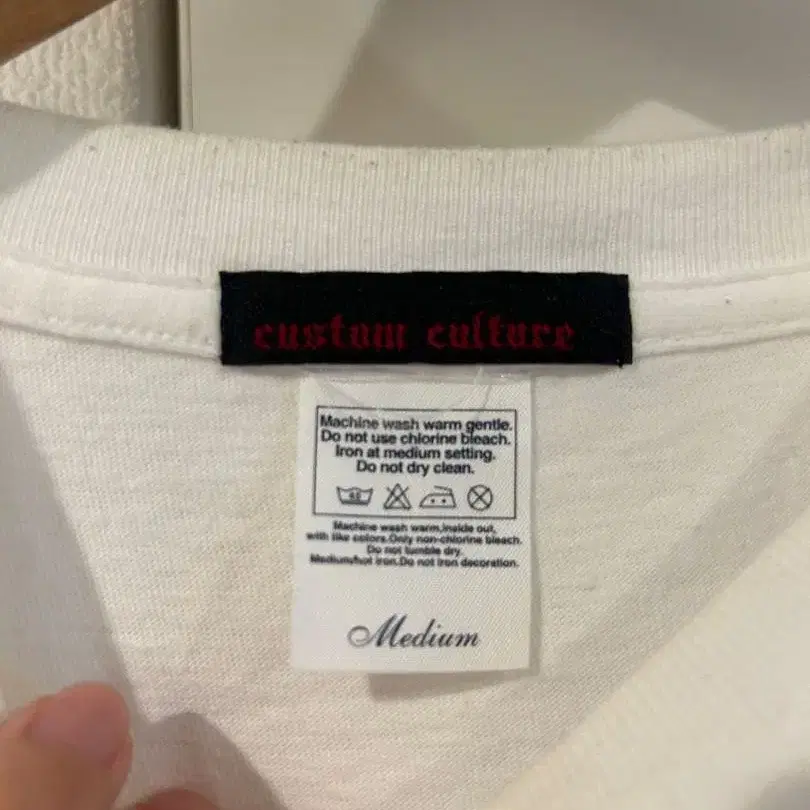 custom culture
Machine wash warm gentle.
Do not use chlorine bleach.
Iron at medium setting.
Do not dry clean.
40
Machine wash warm,inside out,
with like colors.Only non-chlorine bleach.
Do not tumble dry.
Medium/hot iron.Do not iron decoration.
Medium